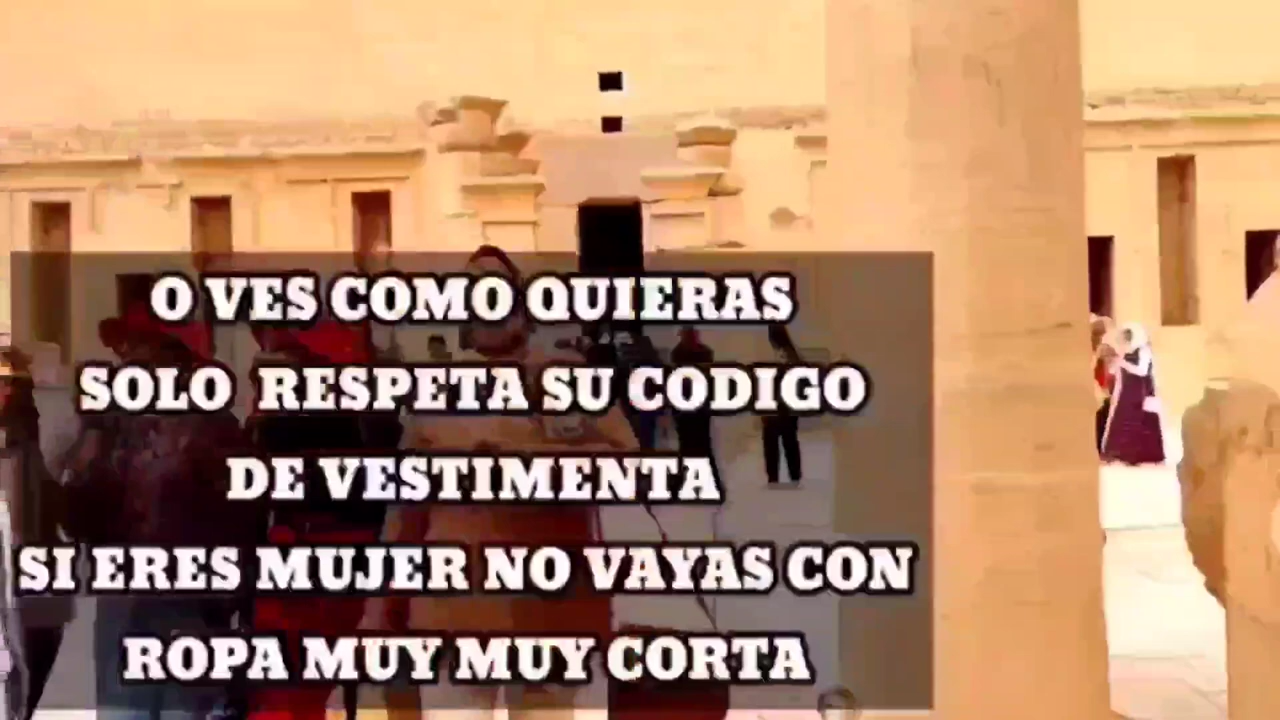 O VES COMO QUIERAS
SOLO RESPETA SU CODIGO
DE VESTIMENTA
SI ERES MUJER NO VAYAS CON
ROPA MUY MUY CORTA